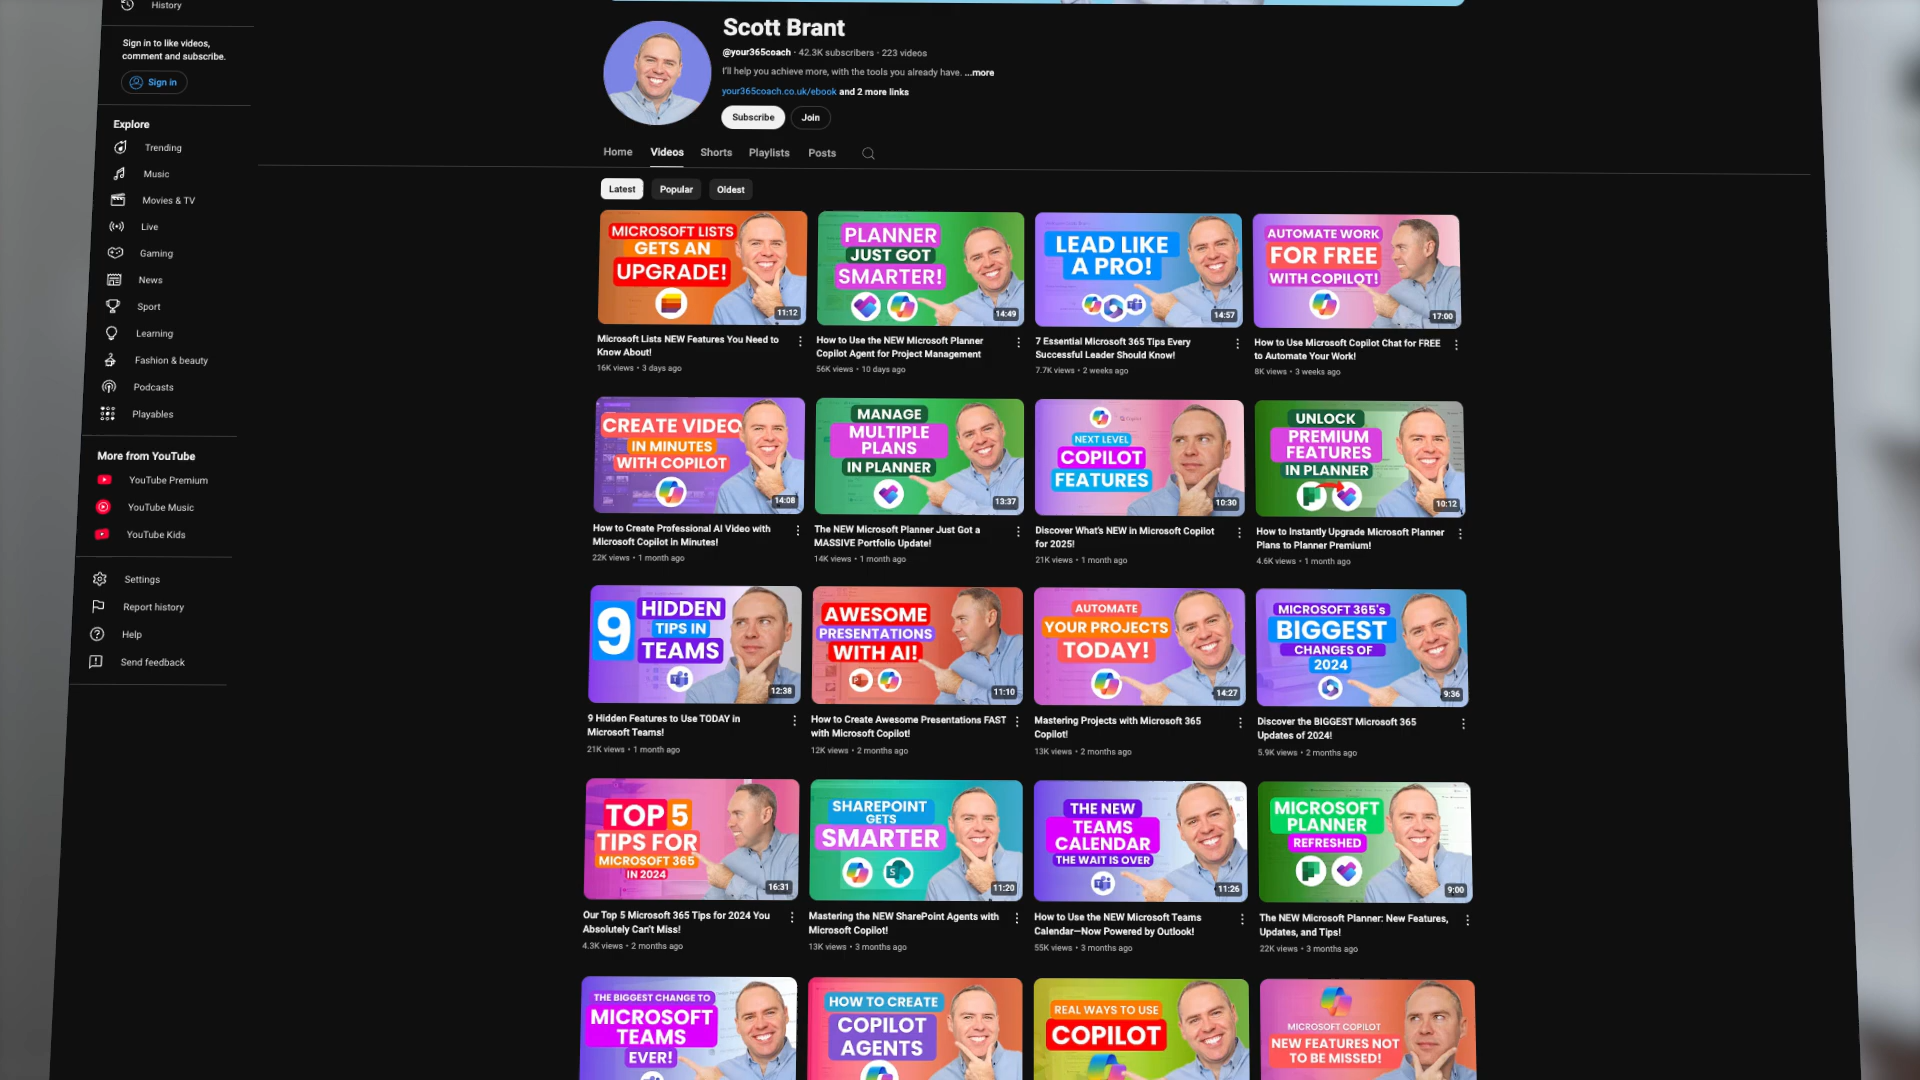 History
Sign in to like videos,
comment and subscribe.
Sign in
Explore
Trending
Music
Movies & TV
Live
Gaming
News
Sport
Learning
Fashion & beauty
Podcasts
Playables
More from YouTube
YouTube Premium
YouTube Music
YouTube Kids
Settings
Report history
Help
Send feedback
Scott Brant
@your365coach · 42.3K subscribers · 223 videos
I'll help you achieve more, with the tools you already have. ...more
your365coach.co.uk/ebook and 2 more links
Subscribe
Join
Home
Videos
Shorts
Playlists
Posts
Latest
Popular
Oldest
MICROSOFT LISTS
GETS AN
UPGRADE!
11:12
Microsoft Lists NEW Features You Need to
Know About!
16K views • 3 days ago
PLANNER
JUST GOT
SMARTER!
14:49
How to Use the NEW Microsoft Planner
Copilot Agent for Project Management
56K views • 10 days ago
LEAD LIKE
A PRO!
14:57
7 Essential Microsoft 365 Tips Every
Successful Leader Should Know!
7.7K views • 2 weeks ago
AUTOMATE WORK
FOR FREE
WITH COPILOT!
17:00
How to Use Microsoft Copilot Chat for FREE
to Automate Your Work!
8K views • 3 weeks ago
CREATE VIDEO
IN MINUTES
WITH COPILOT
14:08
How to Create Professional AI Video with
Microsoft Copilot in Minutes!
22K views • 1 month ago
MANAGE
MULTIPLE
PLANS
IN PLANNER
13:37
The NEW Microsoft Planner Just Got a
MASSIVE Portfolio Update!
14K views • 1 month ago
NEXT LEVEL
COPILOT
FEATURES
10:30
Discover What's NEW in Microsoft Copilot
for 2025!
21K views • 1 month ago
UNLOCK
PREMIUM
FEATURES
IN PLANNER
10:12
How to Instantly Upgrade Microsoft Planner
Plans to Planner Premium!
4.6K views • 1 month ago
9
HIDDEN
TIPS IN
TEAMS
12:38
9 Hidden Features to Use TODAY in
Microsoft Teams!
21K views • 1 month ago
AWESOME
PRESENTATIONS
WITH AI!
11:10
How to Create Awesome Presentations FAST
with Microsoft Copilot!
12K views • 2 months ago
AUTOMATE
YOUR PROJECTS
TODAY!
14:27
Mastering Projects with Microsoft 365
Copilot!
13K views • 2 months ago
MICROSOFT 365's
BIGGEST
CHANGES OF
2024
9:36
Discover the BIGGEST Microsoft 365
Updates of 2024!
5.9K views • 2 months ago
TOP 5
TIPS FOR
MICROSOFT 365
IN 2024
16:31
Our Top 5 Microsoft 365 Tips for 2024 You
Absolutely Can't Miss!
4.3K views • 2 months ago
SHAREPOINT
GETS
SMARTER
11:20
Mastering the NEW SharePoint Agents with
Microsoft Copilot!
13K views • 3 months ago
THE NEW
TEAMS
CALENDAR
THE WAIT IS OVER
11:26
How to Use the NEW Microsoft Teams
Calendar—Now Powered by Outlook!
55K views • 3 months ago
MICROSOFT
PLANNER
REFRESHED
9:00
The NEW Microsoft Planner: New Features,
Updates, and Tips!
22K views • 3 months ago
THE BIGGEST CHANGE TO
MICROSOFT
TEAMS
EVER!
HOW TO CREATE
COPILOT
AGENTS
REAL WAYS TO USE
COPILOT
MICROSOFT COPILOT
NEW FEATURES NOT
TO BE MISSED!